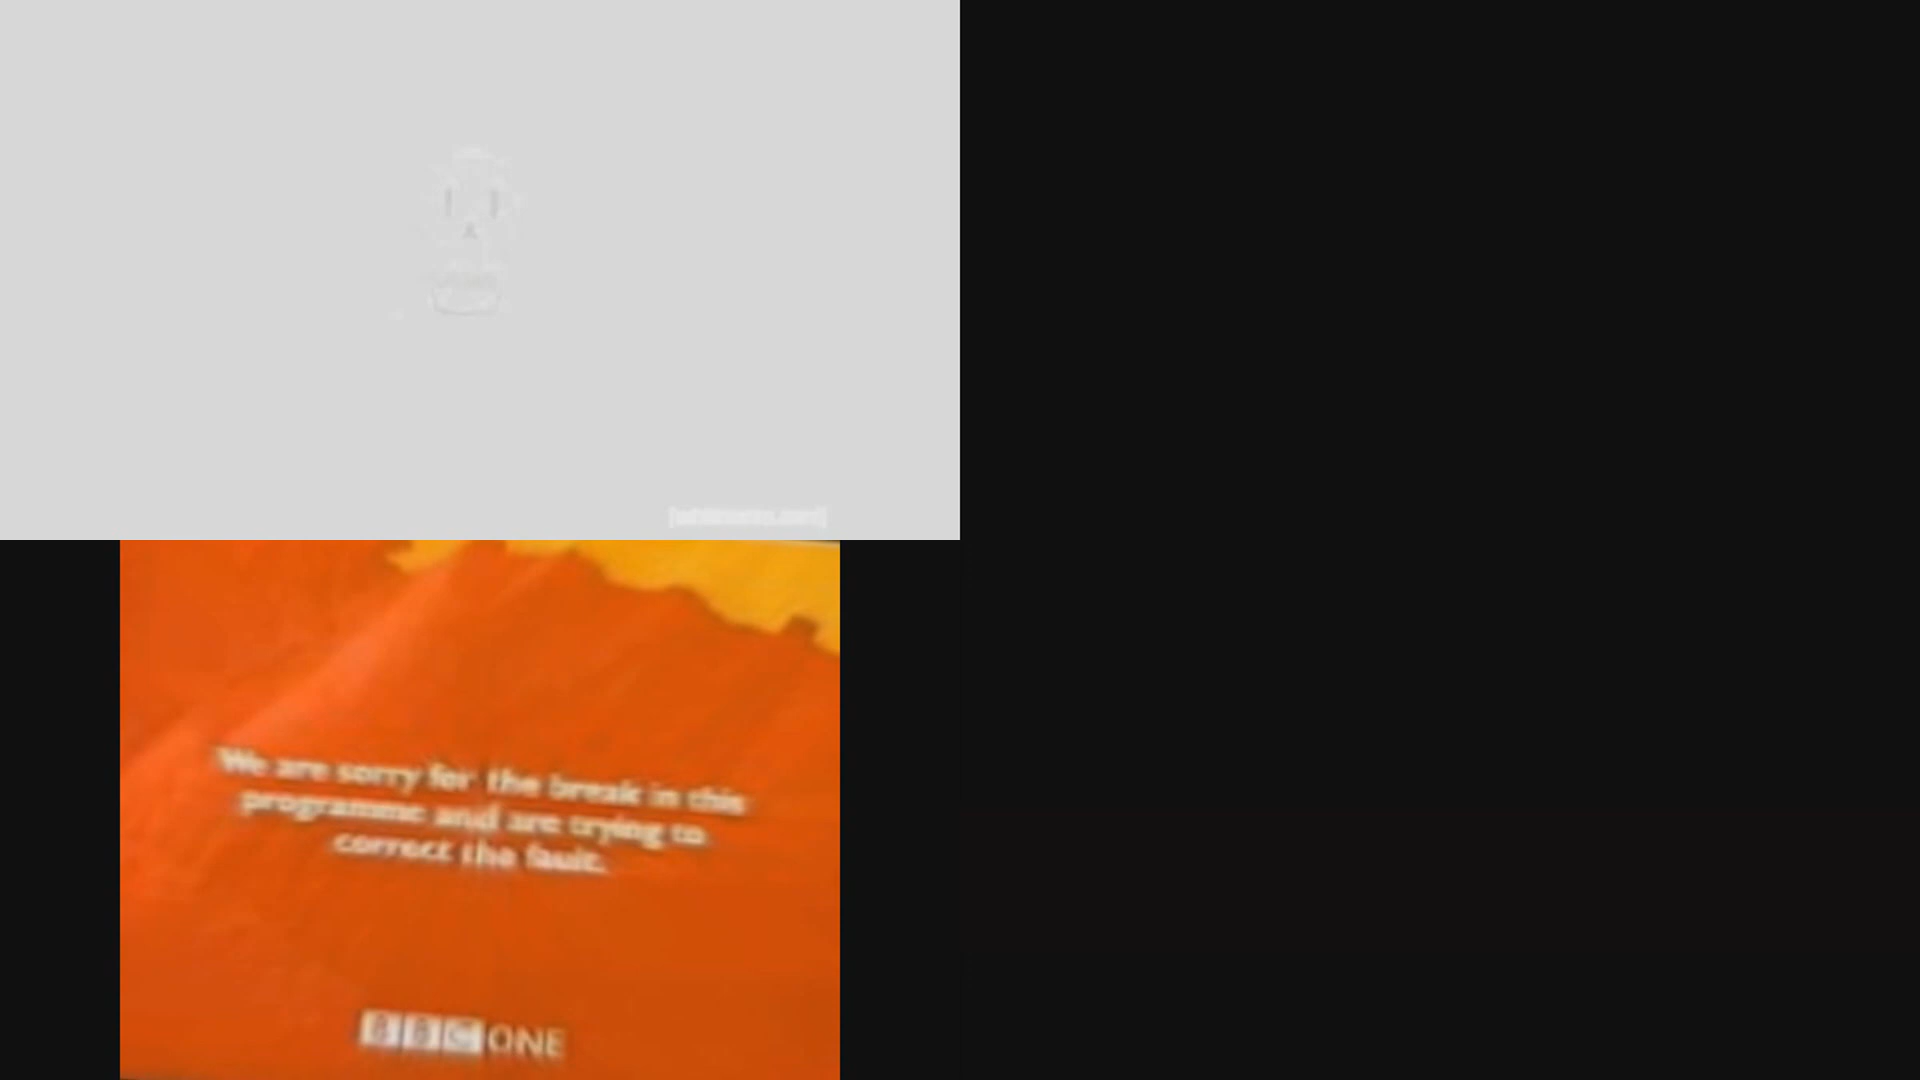 We are sorry for the break in this
programme and are trying to
correct the fault.
BBC ONE